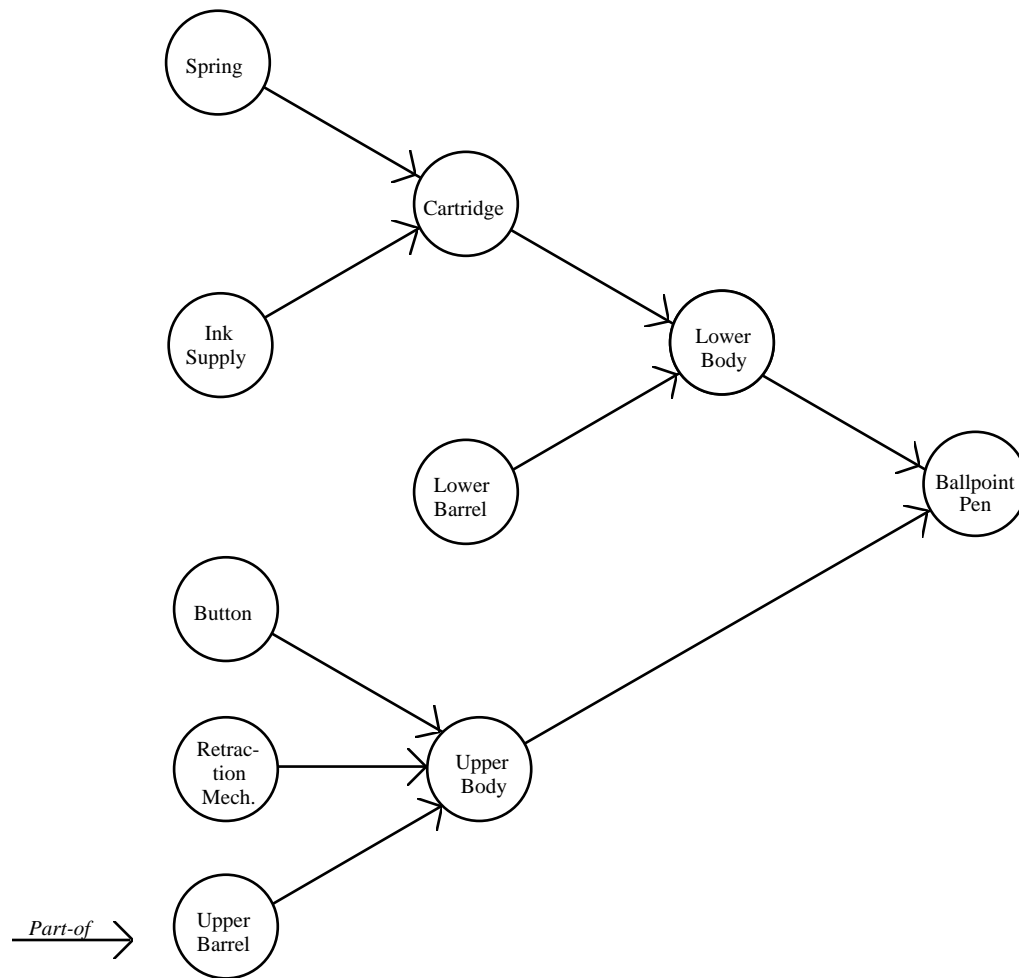 Spring
Cartridge
Ink
Supply
Lower
Body
Lower
Barrel
Ballpoint
Pen
Button
Retrac-
tion
Mech.
Upper
Body
Upper
Barrel
Part-of